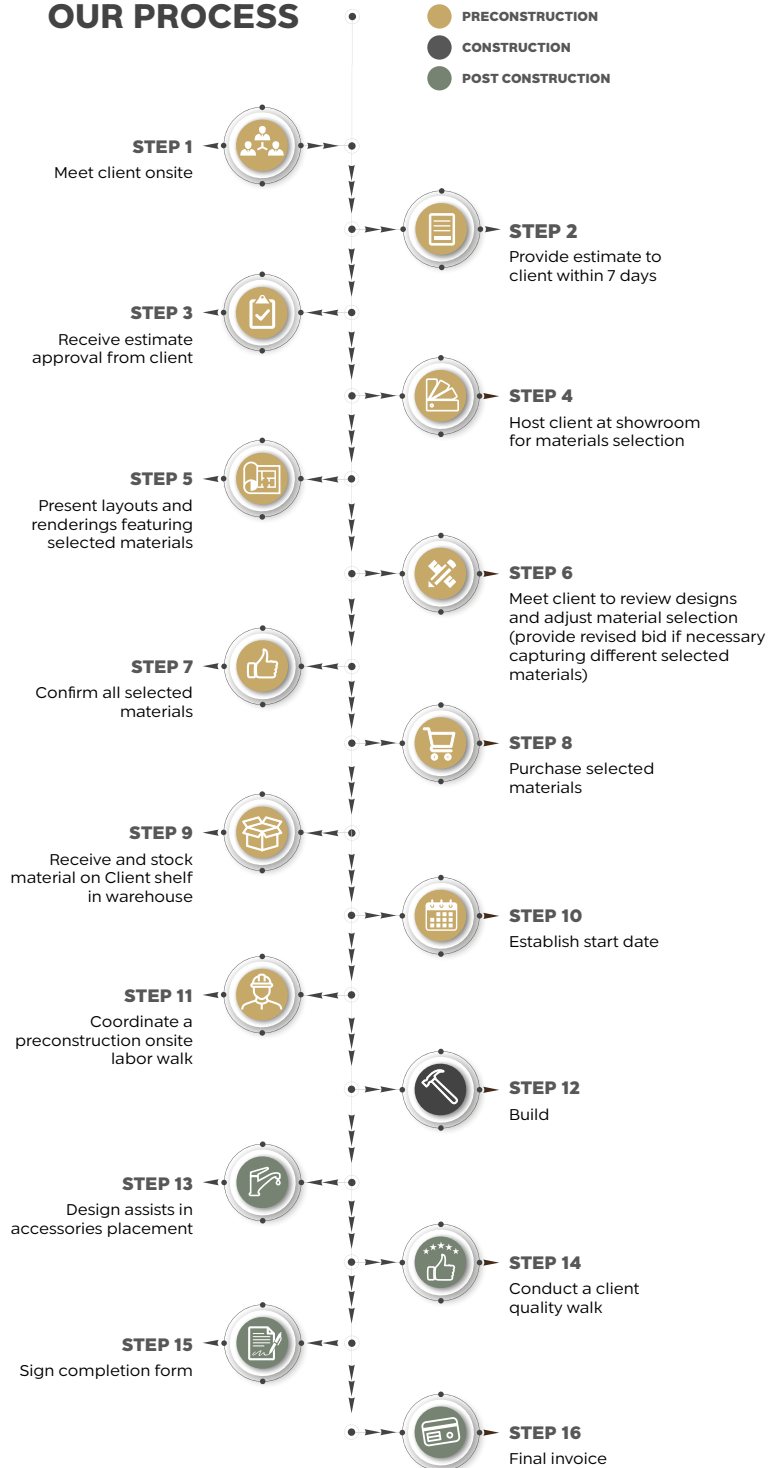 OUR PROCESS
PRECONSTRUCTION
CONSTRUCTION
POST CONSTRUCTION
STEP 1
Meet client onsite
STEP 2
Provide estimate to
client within 7 days
STEP 3
Receive estimate
approval from client
STEP 4
Host client at showroom
for materials selection
STEP 5
Present layouts and
renderings featuring
selected materials
STEP 6
Meet client to review designs
and adjust material selection
(provide revised bid if necessary
capturing different selected
materials)
STEP 7
Confirm all selected
materials
STEP 8
Purchase selected
materials
STEP 9
Receive and stock
material on Client shelf
in warehouse
STEP 10
Establish start date
STEP 11
Coordinate a
preconstruction onsite
labor walk
STEP 12
Build
STEP 13
Design assists in
accessories placement
STEP 14
Conduct a client
quality walk
STEP 15
Sign completion form
STEP 16
Final invoice